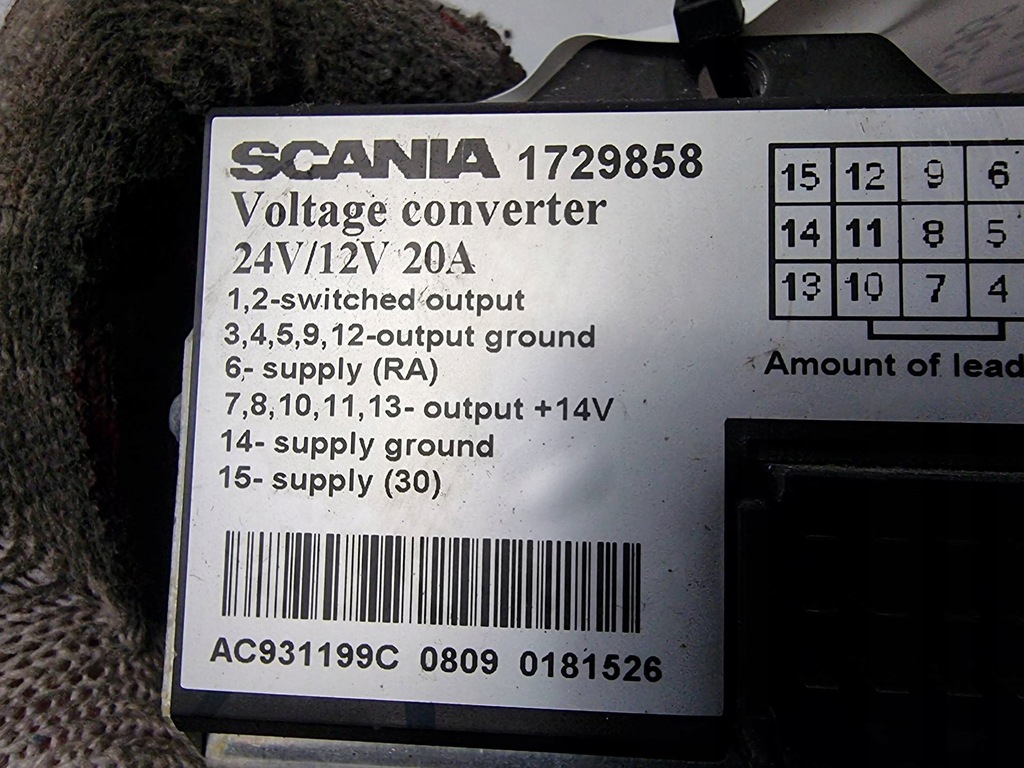 SCANIA 1729858
Voltage converter
24V/12V 20A
1,2-switched output
3,4,5,9,12-output ground
6- supply (RA)
7,8,10,11,13- output +14V
14- supply ground
15- supply (30)
AC931199C 0809 0181526
15 12 9 6
14 11 8 5
13 10 7 4
Amount of lead